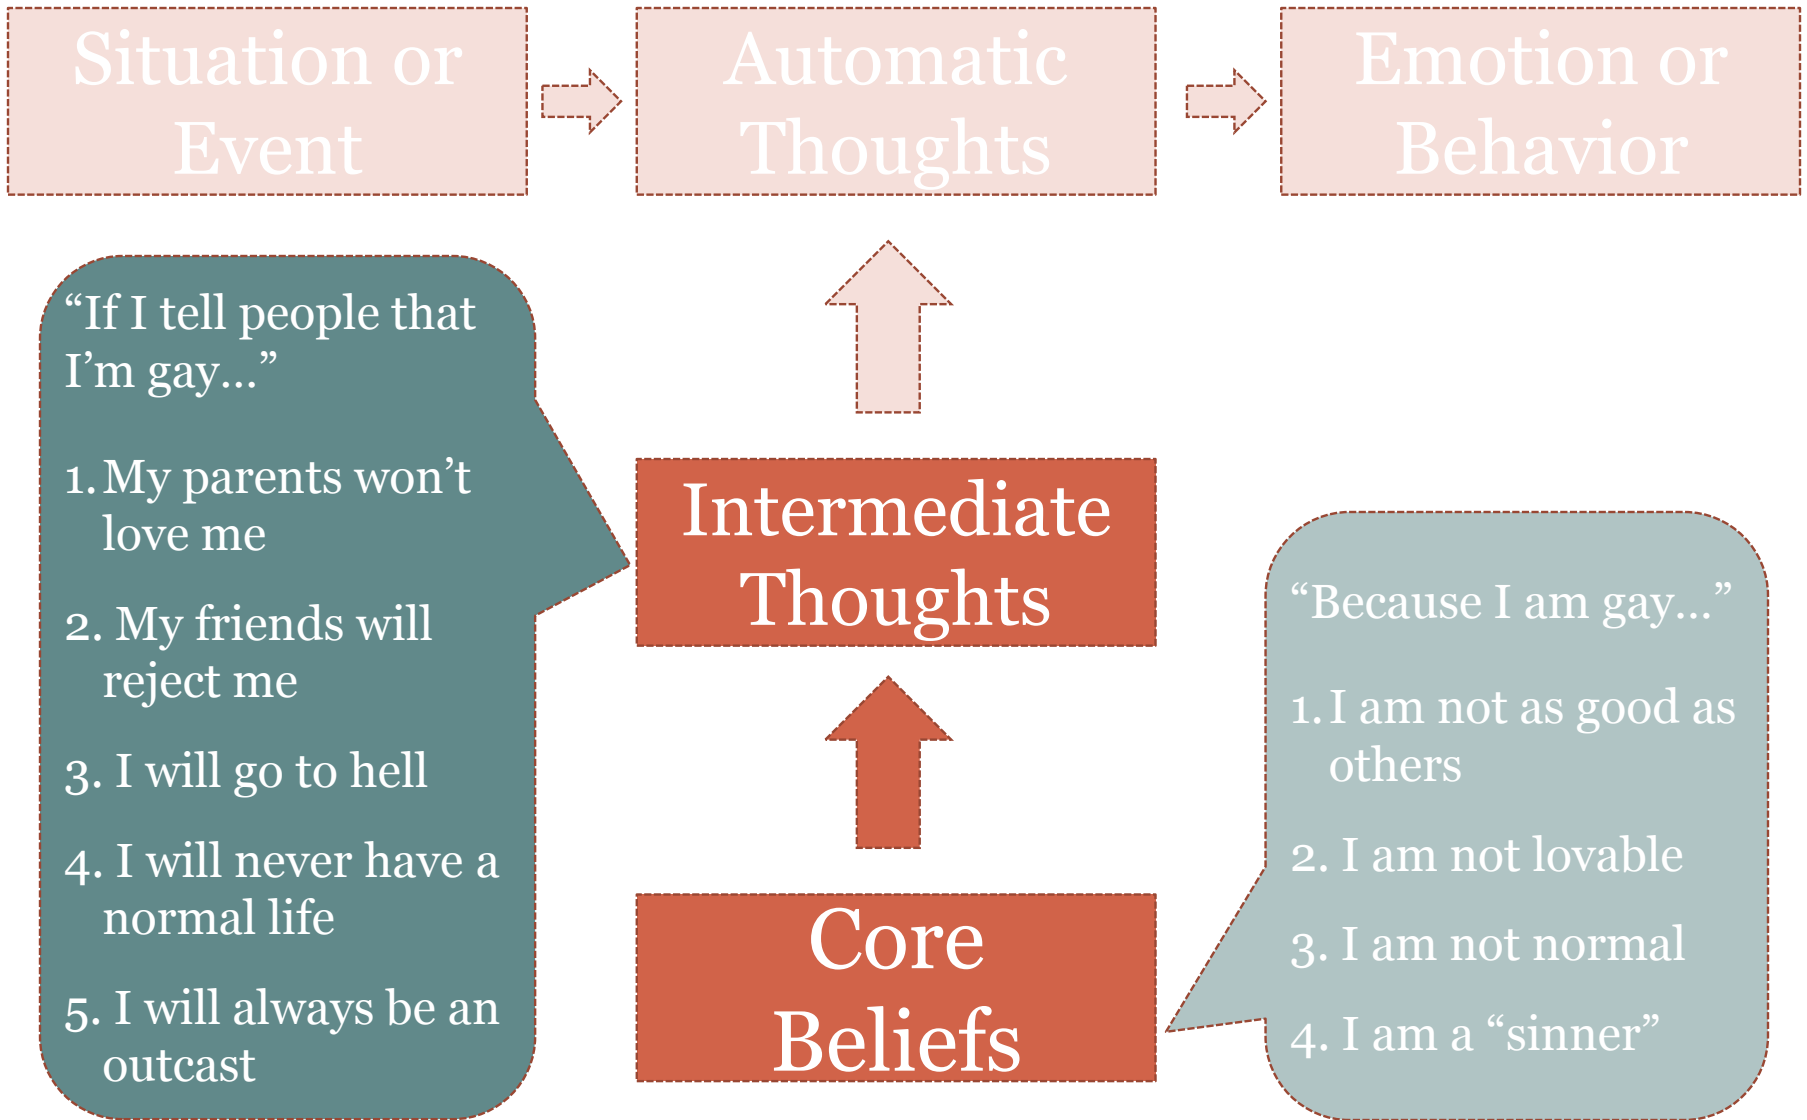 Situation or
Event
Automatic
Thoughts
Emotion or
Behavior
“If I tell people that
I’m gay…”
1. My parents won’t
love me
2. My friends will
reject me
3. I will go to hell
4. I will never have a
normal life
5. I will always be an
outcast
Intermediate
Thoughts
Core
Beliefs
“Because I am gay…”
1. I am not as good as
others
2. I am not lovable
3. I am not normal
4. I am a “sinner”